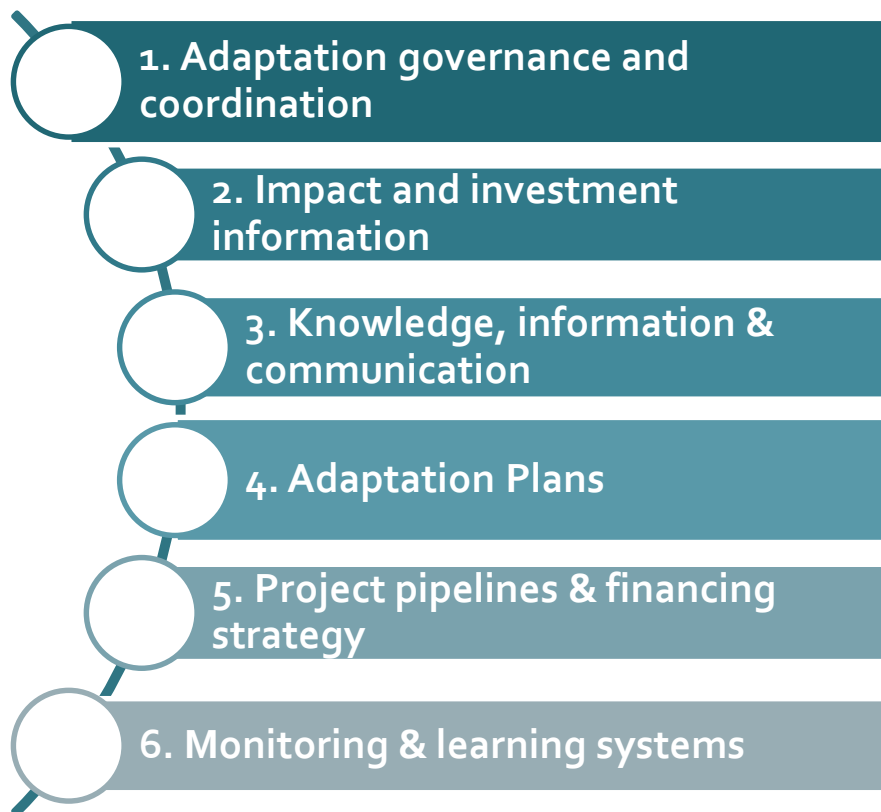 1. Adaptation governance and
coordination
2. Impact and investment
information
3. Knowledge, information &
communication
4. Adaptation Plans
5. Project pipelines & financing
strategy
6. Monitoring & learning systems